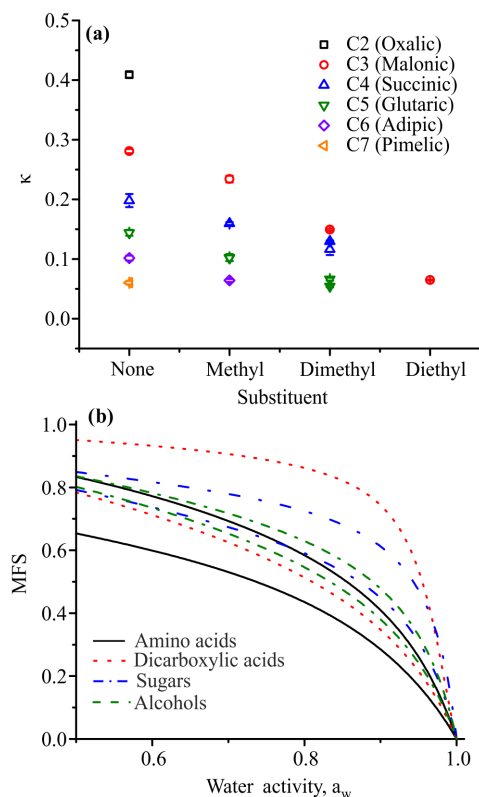 (a)
C2 (Oxalic)
C3 (Malonic)
C4 (Succinic)
C5 (Glutaric)
C6 (Adipic)
C7 (Pimelic)
0.5
0.4
0.3
0.2
0.1
0.0
κ
None Methyl Dimethyl Diethyl
Substituent
(b)
1.0
0.8
0.6
0.4
0.2
0.0
MFS
Amino acids
Dicarboxylic acids
Sugars
Alcohols
0.6 0.8 1.0
Water activity, aw